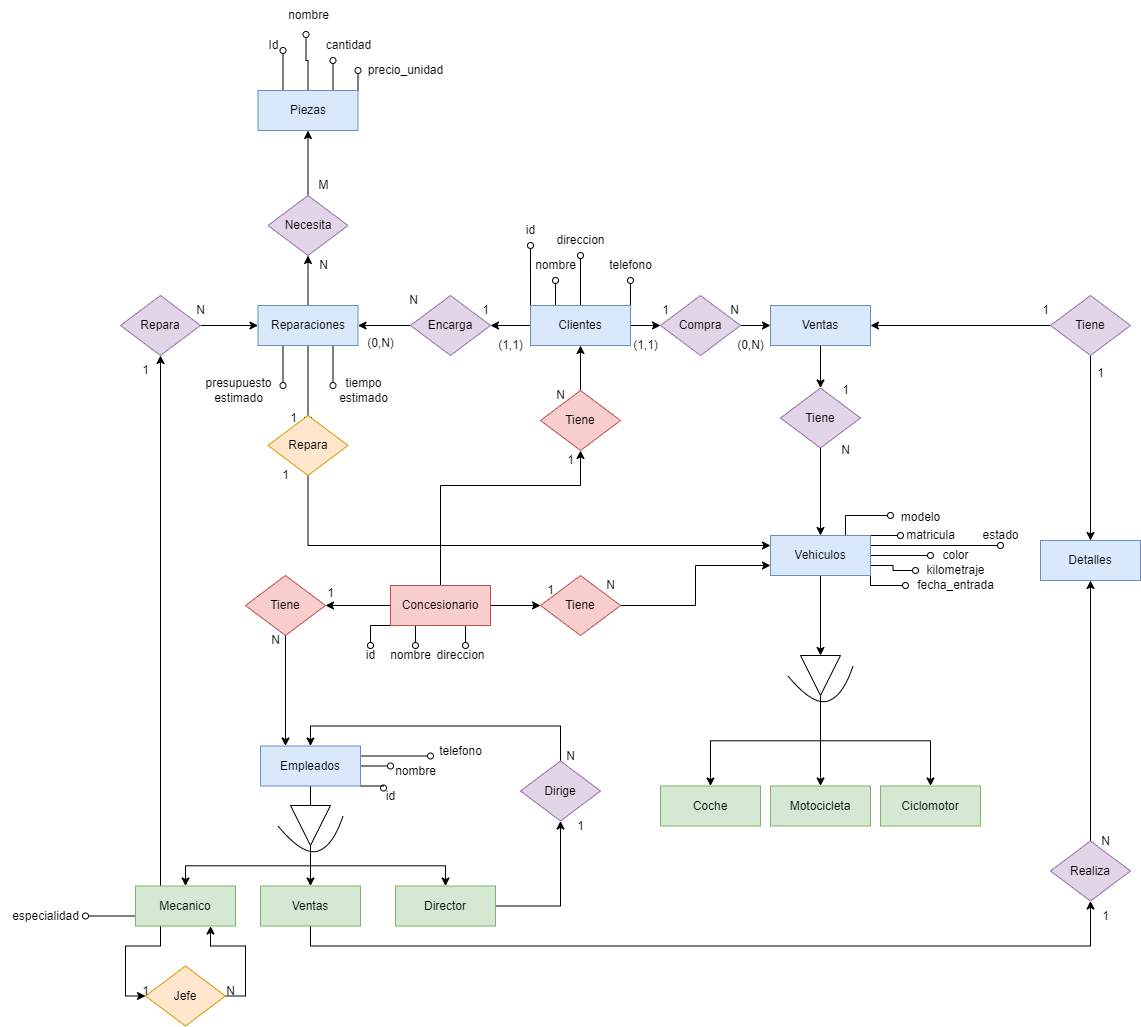 nombre
Id
cantidad
precio_unidad
Piezas
M
Necesita
N
id
direccion
nombre
telefono
Repara
N
1
Reparaciones
(0,N)
N
Encarga
1
(1,1)
Clientes
(1,1)
1
Compra
N
(0,N)
Ventas
1
Tiene
1
presupuesto
estimado
tiempo
estimado
1
Repara
1
N
Tiene
1
1
Tiene
N
modelo
matricula
estado
color
kilometraje
fecha_entrada
Vehiculos
Detalles
Tiene
1
N
Concesionario
id
nombre
direccion
1
Tiene
N
Empleados
telefono
nombre
id
N
Dirige
1
Coche
Motocicleta
Ciclomotor
N
Realiza
1
Mecanico
Ventas
Director
especialidad
1
Jefe
N